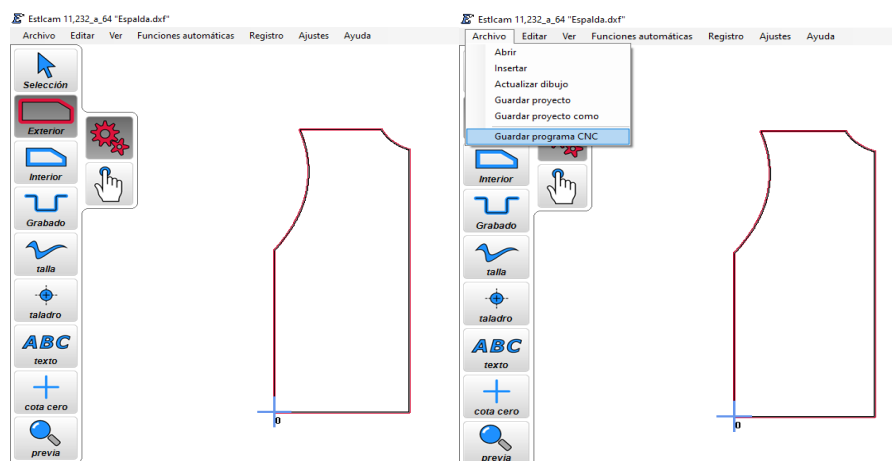 Estlcam 11,232_a_64 "Espalda.dxf"
Archivo Editar Ver Funciones automáticas Registro Ajustes Ayuda
Selección
Exterior
Interior
Grabado
talla
taladro
ABC
texto
cota cero
previa
0
Estlcam 11,232_a_64 "Espalda.dxf"
Archivo Editar Ver Funciones automáticas Registro Ajustes Ayuda
Abrir
Insertar
Actualizar dibujo
Guardar proyecto
Guardar proyecto como
Guardar programa CNC
Interior
Grabado
talla
taladro
ABC
texto
cota cero
previa
0